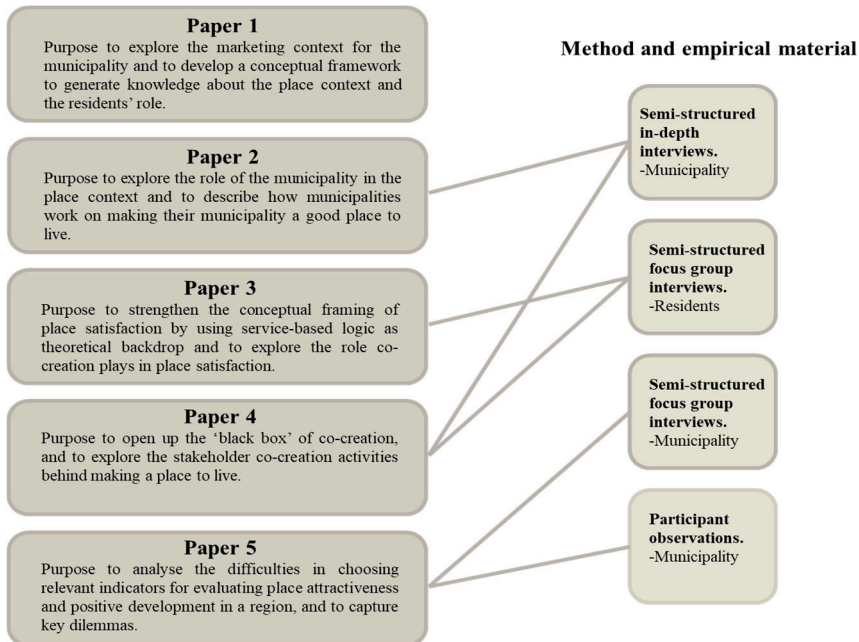 Paper 1
Purpose to explore the marketing context for the
municipality and to develop a conceptual framework
to generate knowledge about the place context and
the residents' role.
Paper 2
Purpose to explore the role of the municipality in the
place context and to describe how municipalities
work on making their municipality a good place to
live.
Paper 3
Purpose to strengthen the conceptual framing of
place satisfaction by using service-based logic as
theoretical backdrop and to explore the role co-
creation plays in place satisfaction.
Paper 4
Purpose to open up the ‘black box’ of co-creation,
and to explore the stakeholder co-creation activities
behind making a place to live.
Paper 5
Purpose to analyse the difficulties in choosing
relevant indicators for evaluating place attractiveness
and positive development in a region, and to capture
key dilemmas.
Method and empirical material
Semi-structured
in-depth
interviews.
-Municipality
Semi-structured
focus group
interviews.
-Residents
Semi-structured
focus group
interviews.
-Municipality
Participant
observations.
-Municipality